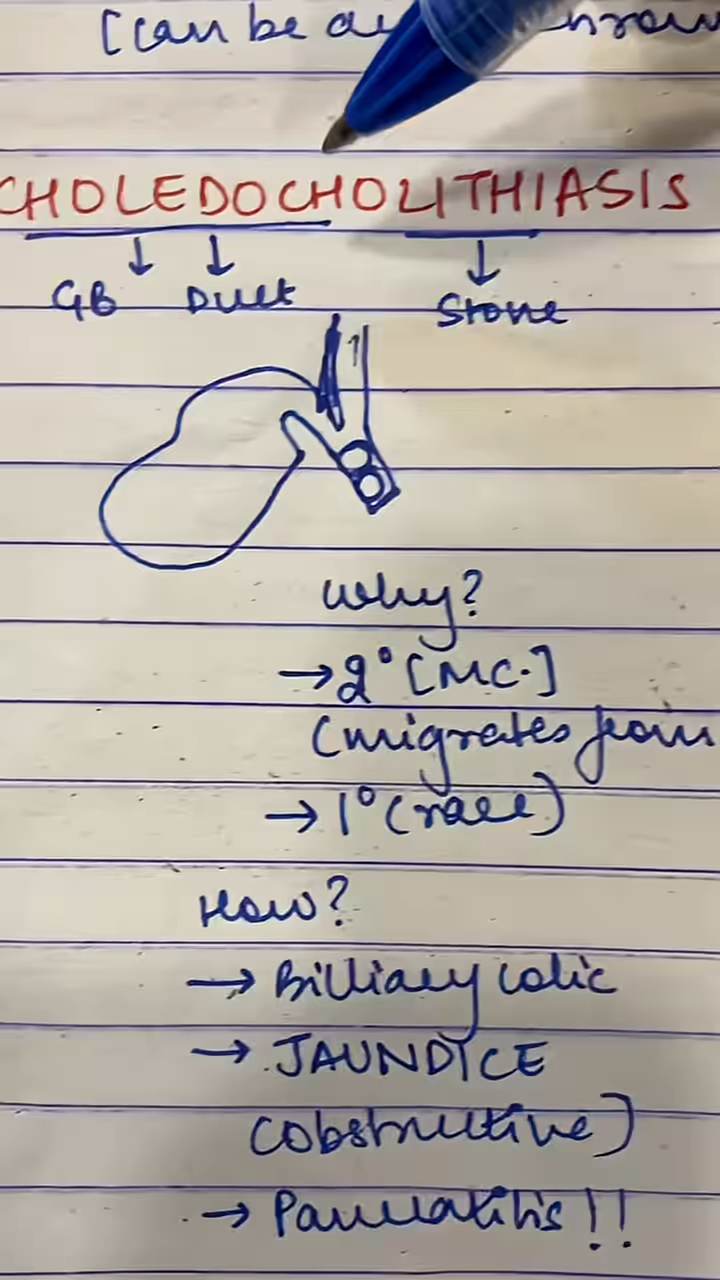 [can be
CHOLEDOCHOLITHIASIS
↓ ↓ ↓
GB Duct Stone
Why?
→ 2° [MC.]
(migrates from
→ 1° (rare)
How?
→ Billiary colic
→ JAUNDICE
(obstructive)
→ Pancreatitis !!